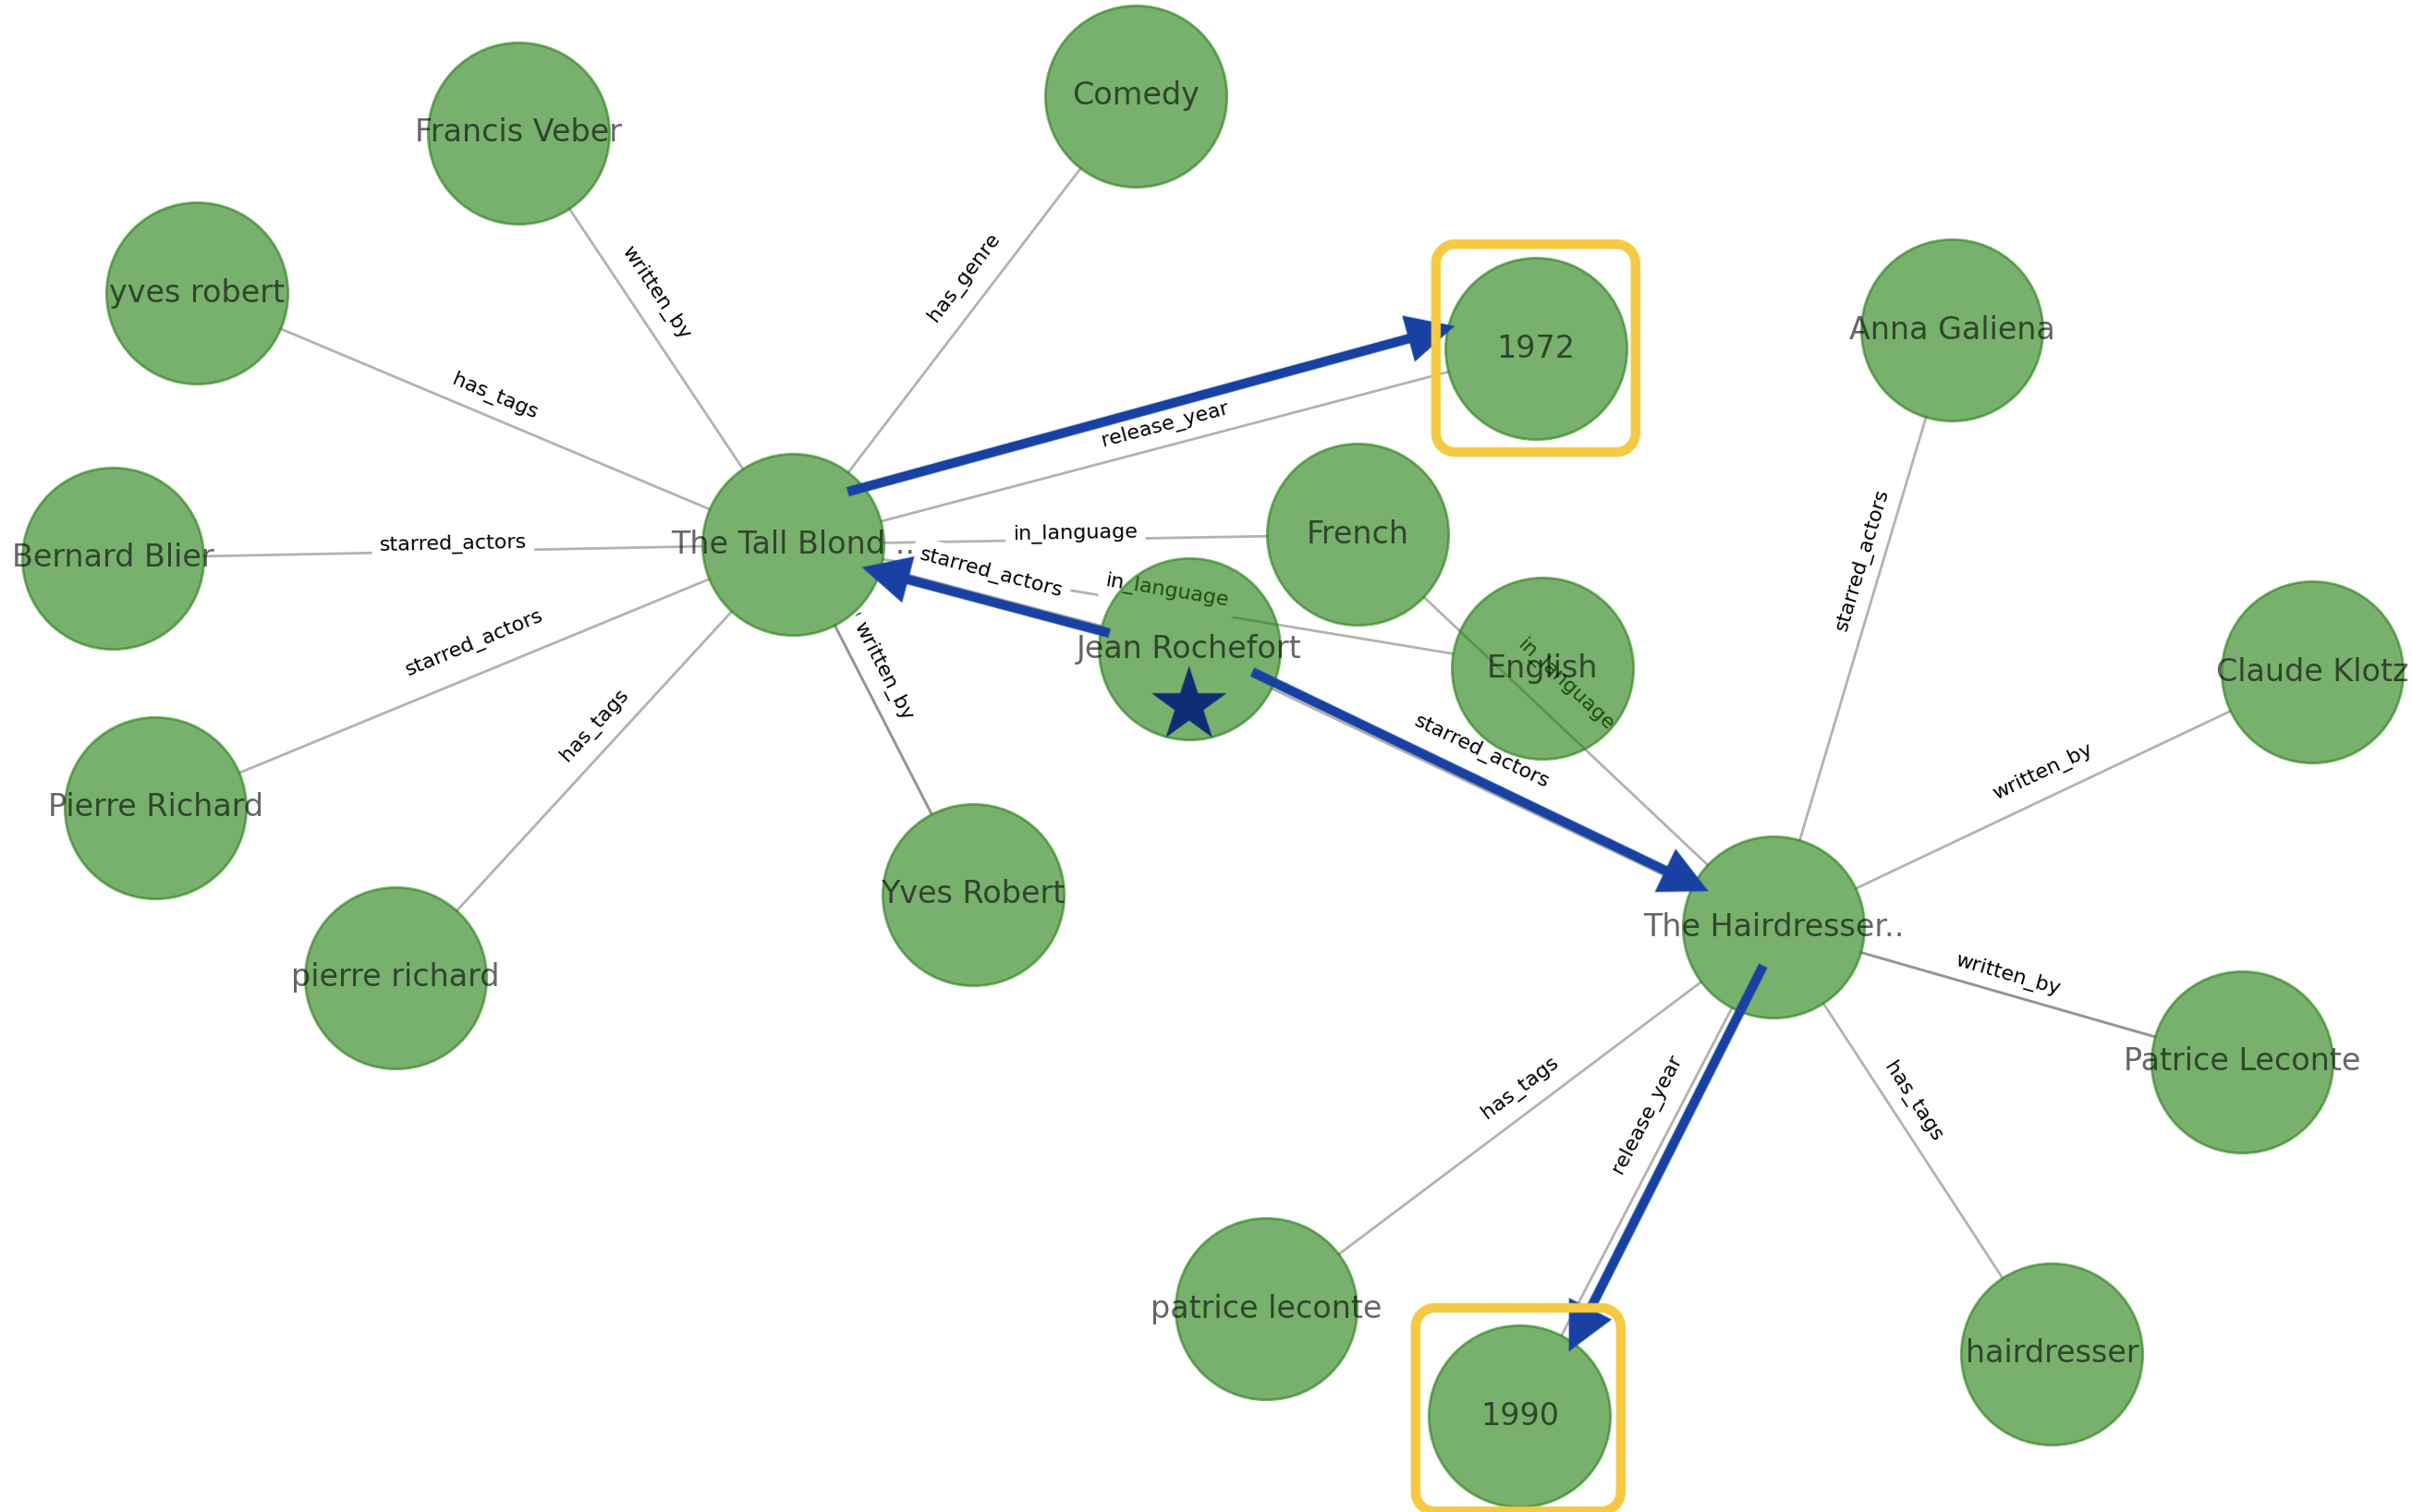 Comedy
Francis Veber
yves robert
written_by
has_genre
1972
Anna Galiena
has_tags
release_year
French
in_language
The Tall Blond ..
Bernard Blier
starred_actors
starred_actors
in_language
starred_actors
Jean Rochefort
English
in_language
Claude Klotz
written_by
starred_actors
Pierre Richard
has_tags
starred_actors
written_by
Yves Robert
pierre richard
The Hairdresser..
written_by
Patrice Leconte
has_tags
release_year
has_tags
patrice leconte
hairdresser
1990